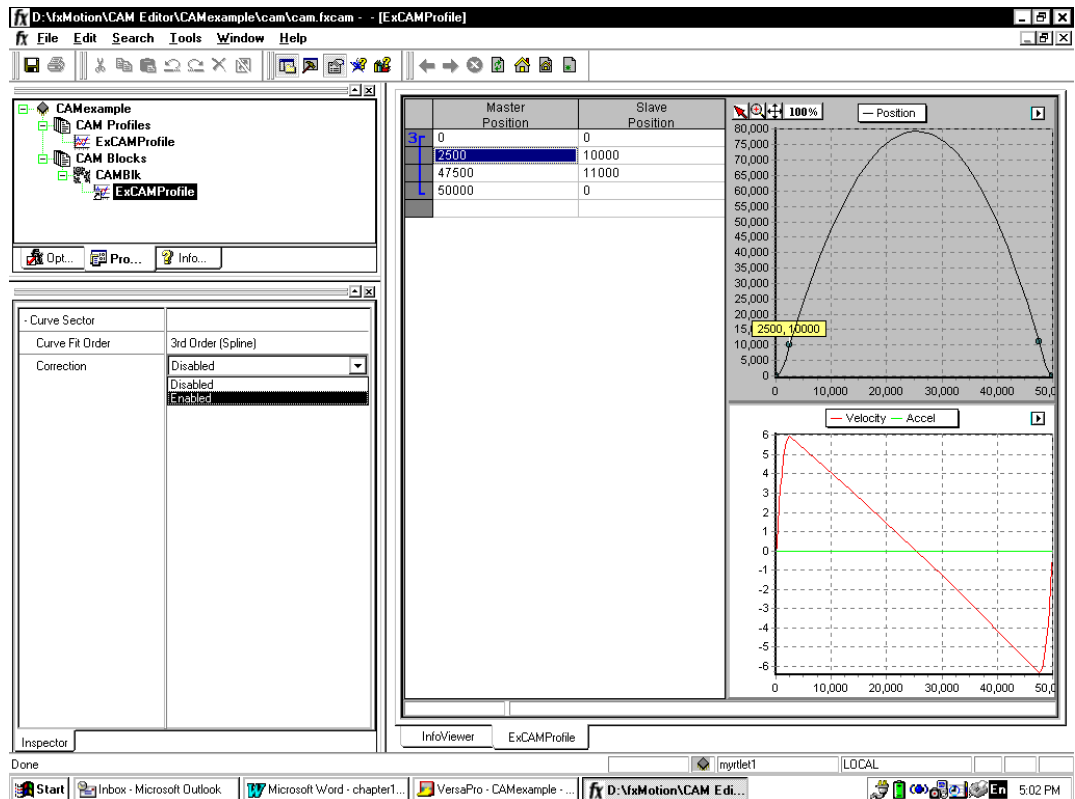 fx D:\fxMotion\CAM Editor\CAMexample\cam\cam.fxcam - - [ExCAMProfile]
fx File Edit Search Tools Window Help
CAMexample
CAM Profiles
ExCAMProfile
CAM Blocks
CAMBlk
ExCAMProfile
Opt... Pro... Info...
- Curve Sector
Curve Fit Order 3rd Order (Spline)
Correction Disabled
Disabled
Enabled
Inspector
Master Position Slave Position
3 0 0
2500 10000
47500 11000
50000 0
100% Position
80,000
75,000
70,000
65,000
60,000
55,000
50,000
45,000
40,000
35,000
30,000
25,000
20,000
15,
2500, 10000
10,000
5,000
0
0 10,000 20,000 30,000 40,000 50,0
Velocity Accel
6
5
4
3
2
1
0
-1
-2
-3
-4
-5
-6
0 10,000 20,000 30,000 40,000 50,0
InfoViewer ExCAMProfile
Done myrtlet1 LOCAL
Start Inbox - Microsoft Outlook Microsoft Word - chapter1... VersaPro - CAMexample - ... fx D:\fxMotion\CAM Edi... En 5:02 PM